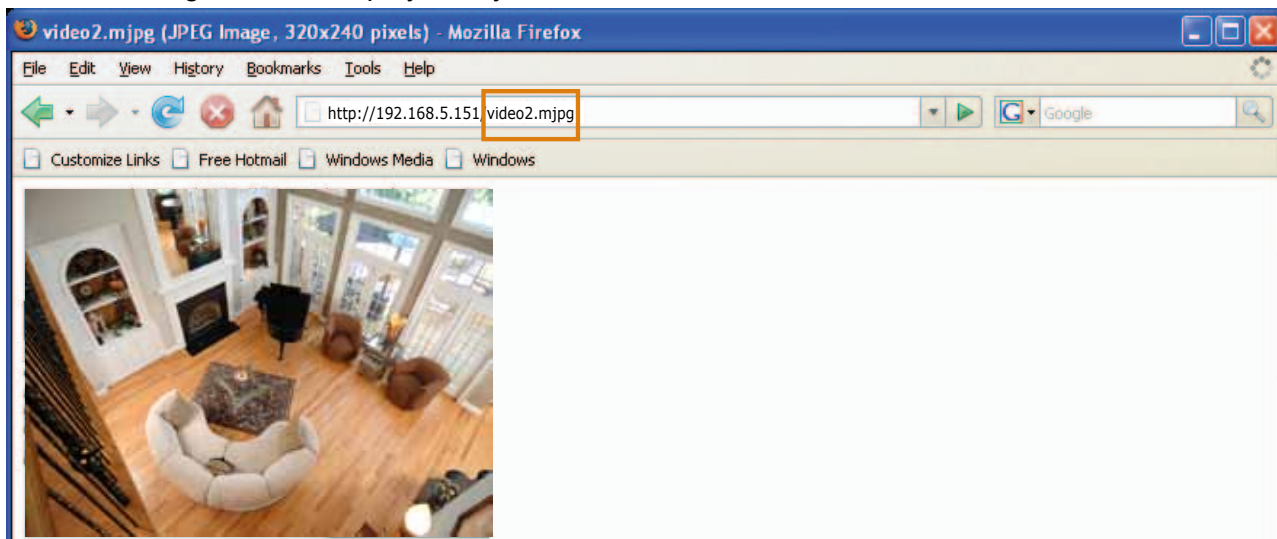 video2.mjpg (JPEG Image, 320x240 pixels) - Mozilla Firefox
File Edit View History Bookmarks Tools Help
http://192.168.5.151/video2.mjpg G Google
Customize Links Free Hotmail Windows Media Windows